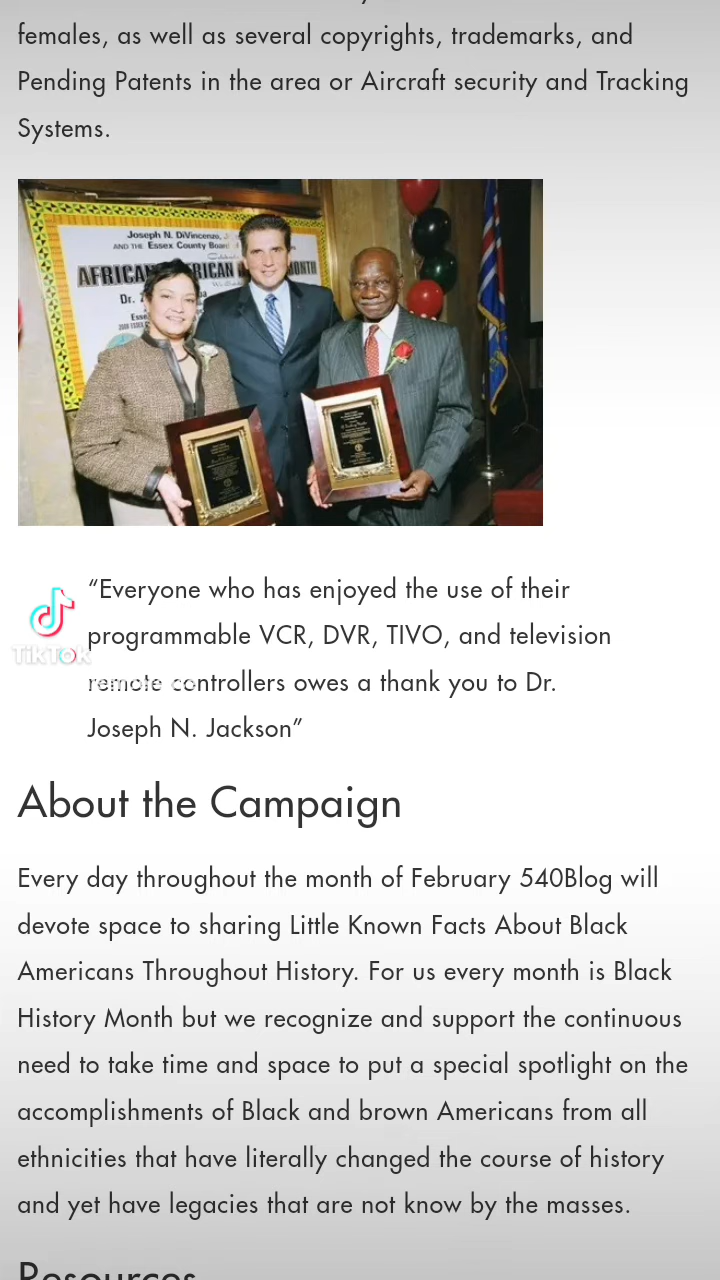 females, as well as several copyrights, trademarks, and
Pending Patents in the area or Aircraft security and Tracking
Systems.
Joseph N. DiVincenzo, J
AND THE Essex County Board
AFRICAN AMERICAN MONTH
Dr.
Esse
“Everyone who has enjoyed the use of their
programmable VCR, DVR, TIVO, and television
remote controllers owes a thank you to Dr.
Joseph N. Jackson”
TikTok
About the Campaign
Every day throughout the month of February 540Blog will
devote space to sharing Little Known Facts About Black
Americans Throughout History. For us every month is Black
History Month but we recognize and support the continuous
need to take time and space to put a special spotlight on the
accomplishments of Black and brown Americans from all
ethnicities that have literally changed the course of history
and yet have legacies that are not know by the masses.
Resources